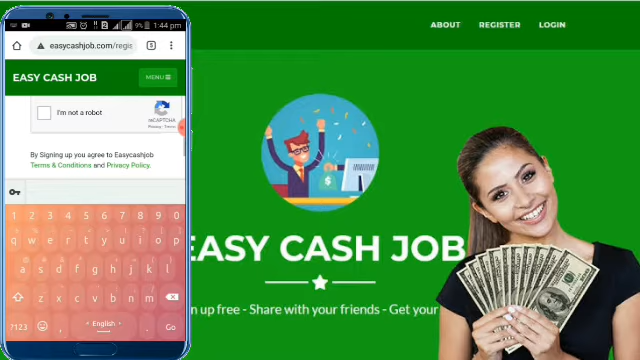 9% 1:44 pm
easycashjob.com/regis
5
EASY CASH JOB
MENU
I'm not a robot
reCAPTCHA
Privacy - Terms
By Signing up you agree to Easycashjob
Terms & Conditions and Privacy Policy.
1 2 3 4 5 6 7 8 9 0
q w e r t y u i o p
a s d f g h j k l
z x c v b n m
?123 , English . Go
ABOUT REGISTER LOGIN
EASY CASH JOB
n up free - Share with your friends - Get your